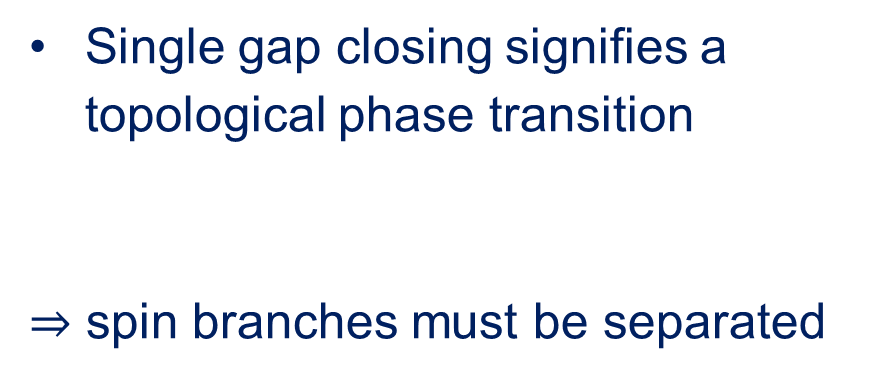 • Single gap closing signifies a
topological phase transition
⇒ spin branches must be separated